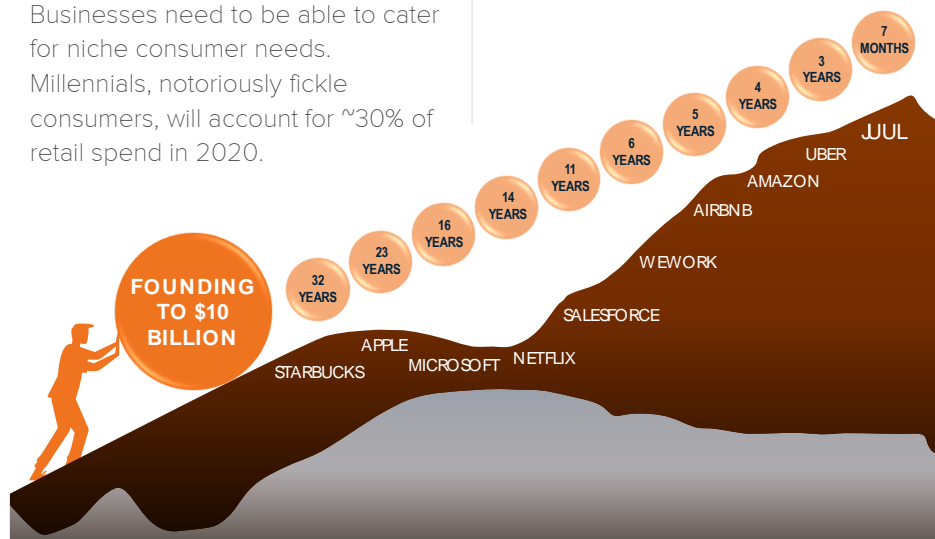 Businesses need to be able to cater
for niche consumer needs.
Millennials, notoriously fickle
consumers, will account for ~30% of
retail spend in 2020.
7
MONTHS
3
YEARS
4
YEARS
5
YEARS
6
YEARS
11
YEARS
14
YEARS
16
YEARS
23
YEARS
32
YEARS
FOUNDING
TO $10
BILLION
JUUL
UBER
AMAZON
AIRBNB
WEWORK
SALESFORCE
NETFLIX
MICROSOFT
APPLE
STARBUCKS